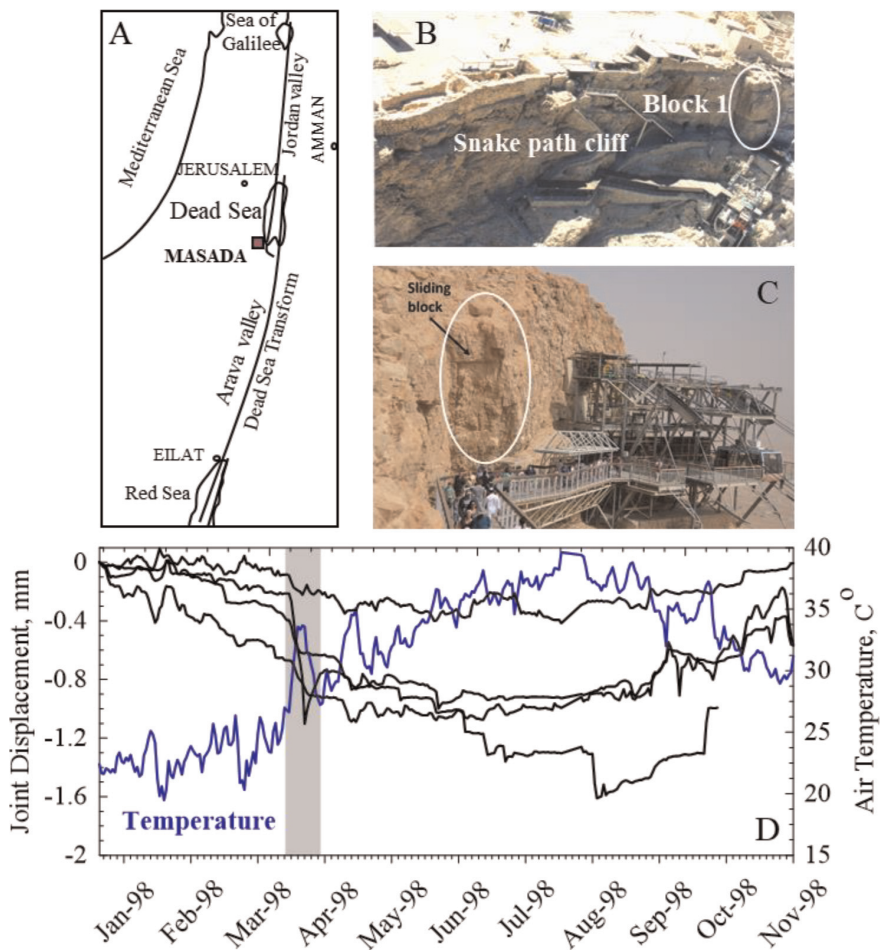 A
Sea of
Galilee
Mediterranean Sea
Jordan valley
AMMAN
JERUSALEM
Dead Sea
MASADA
Arava valley
Dead Sea Transform
EILAT
Red Sea
B
Block 1
Snake path cliff
C
Sliding
block
Joint Displacement, mm
0
-0.4
-0.8
-1.2
-1.6
-2
40
35
30
25
20
15
Air Temperature, C°
Temperature
D
Jan-98
Feb-98
Mar-98
Apr-98
May-98
Jun-98
Jul-98
Aug-98
Sep-98
Oct-98
Nov-98